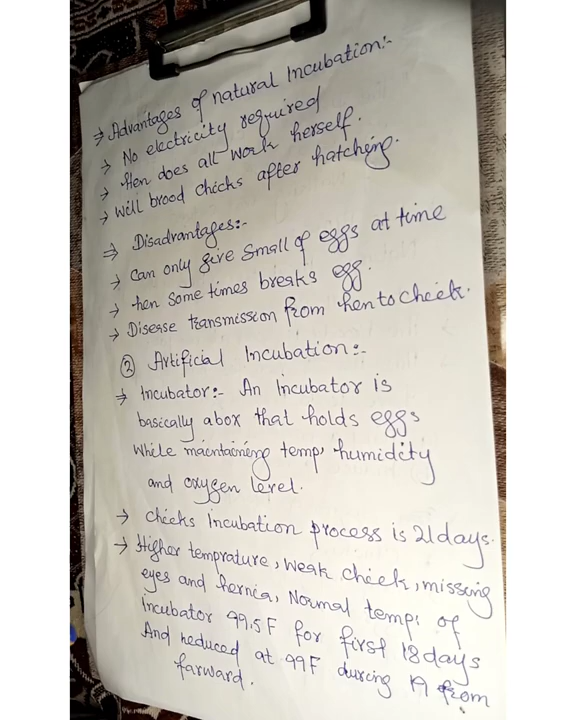 ⇒ Advantages of natural Incubation:-
→ No electricity required
→ Hen does all work herself.
→ Will brood chicks after hatching.
⇒ Disadvantages:-
→ Can only give Small of eggs at time
→ hen Some times breaks egg.
→ Disease transmission from hen to cheek.
② Artificial Incubation:-
→ Incubator:- An Incubator is
basically abox that holds eggs
While maintaining temp, humidity
and oxygen level.
→ cheeks Incubation process is 21 days.
→ Higher temprature, weak cheek, missing
eyes and hernia, Normal temp: of
Incubator 99.5 F for first 18 days
And reduced at 99 F during 19 from
farward.